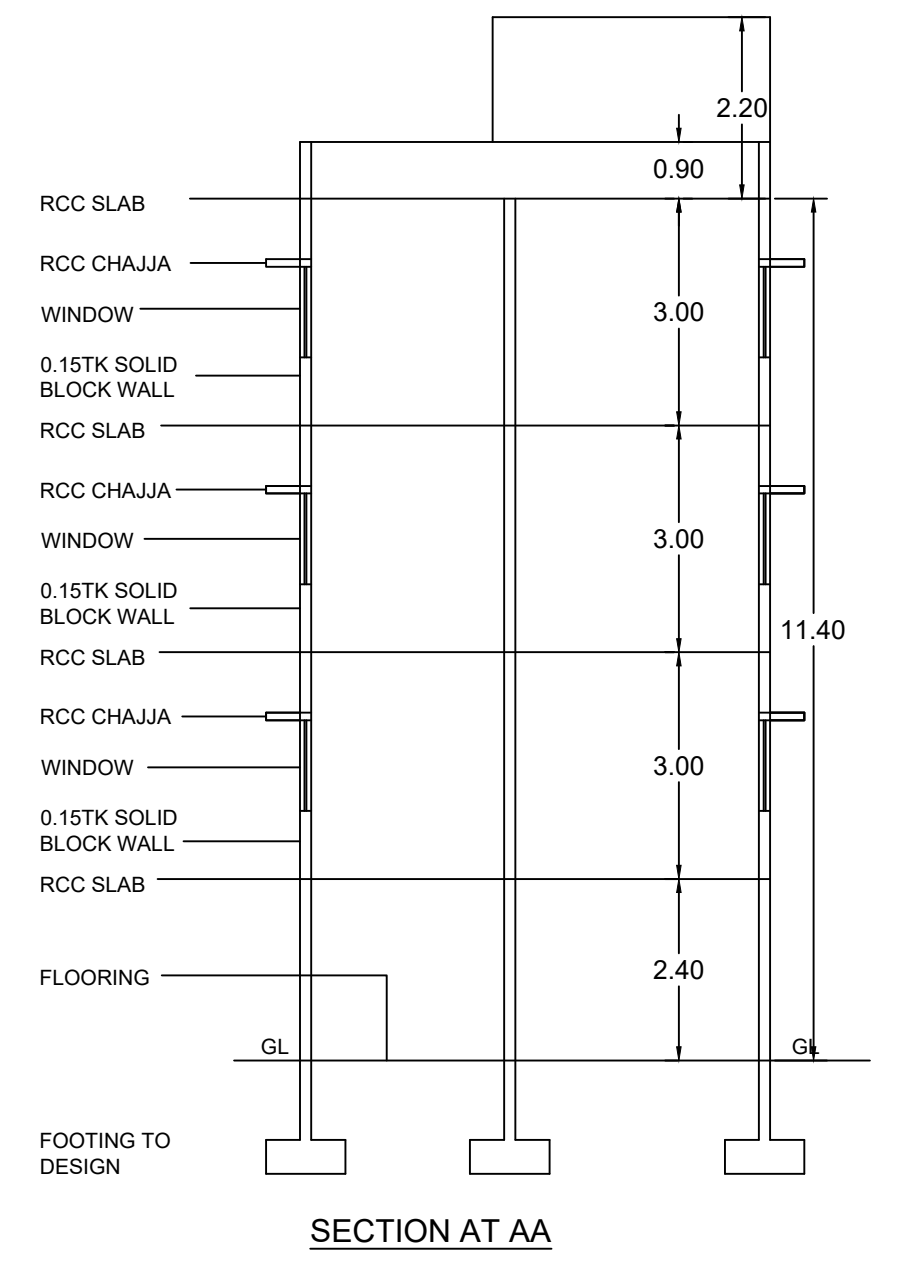 2.20
0.90
RCC SLAB
RCC CHAJJA
WINDOW
3.00
0.15TK SOLID
BLOCK WALL
RCC SLAB
RCC CHAJJA
WINDOW
3.00
0.15TK SOLID
BLOCK WALL
11.40
RCC SLAB
RCC CHAJJA
WINDOW
3.00
0.15TK SOLID
BLOCK WALL
RCC SLAB
FLOORING
2.40
GL
GL
FOOTING TO
DESIGN
SECTION AT AA